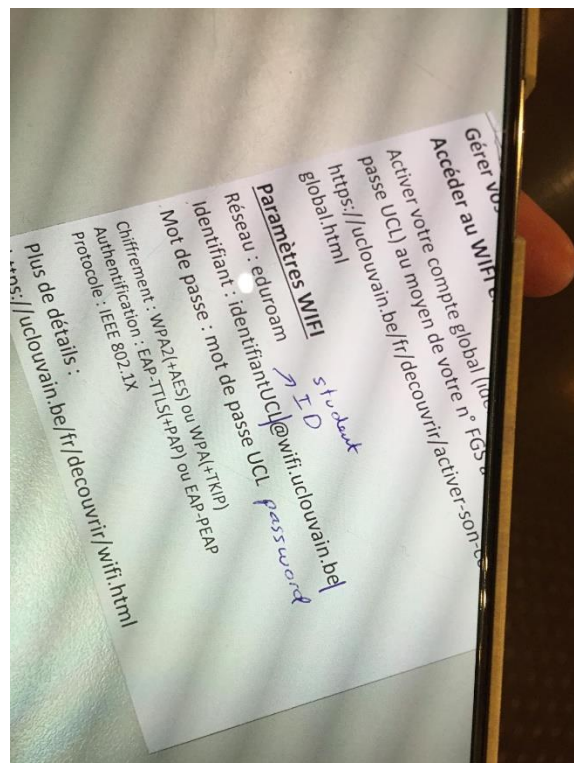 Gérer vos
Accéder au WIFI
Activer votre compte global
passe UCL) au moyen de votre n° FGS
https://uclouvain.be/fr/decouvrir/activer-son-
global.html
Paramètres WIFI
student
Réseau : eduroam ↗ ID
Identifiant : identifiantUCL@wifi.uclouvain.be
Mot de passe : mot de passe UCL password
Chiffrement : WPA2(+AES) ou WPA(+TKIP)
Authentification : EAP-TTLS(+PAP) ou EAP-PEAP
Protocole : IEEE 802.1X
Plus de détails :
https://uclouvain.be/fr/decouvrir/wifi.html